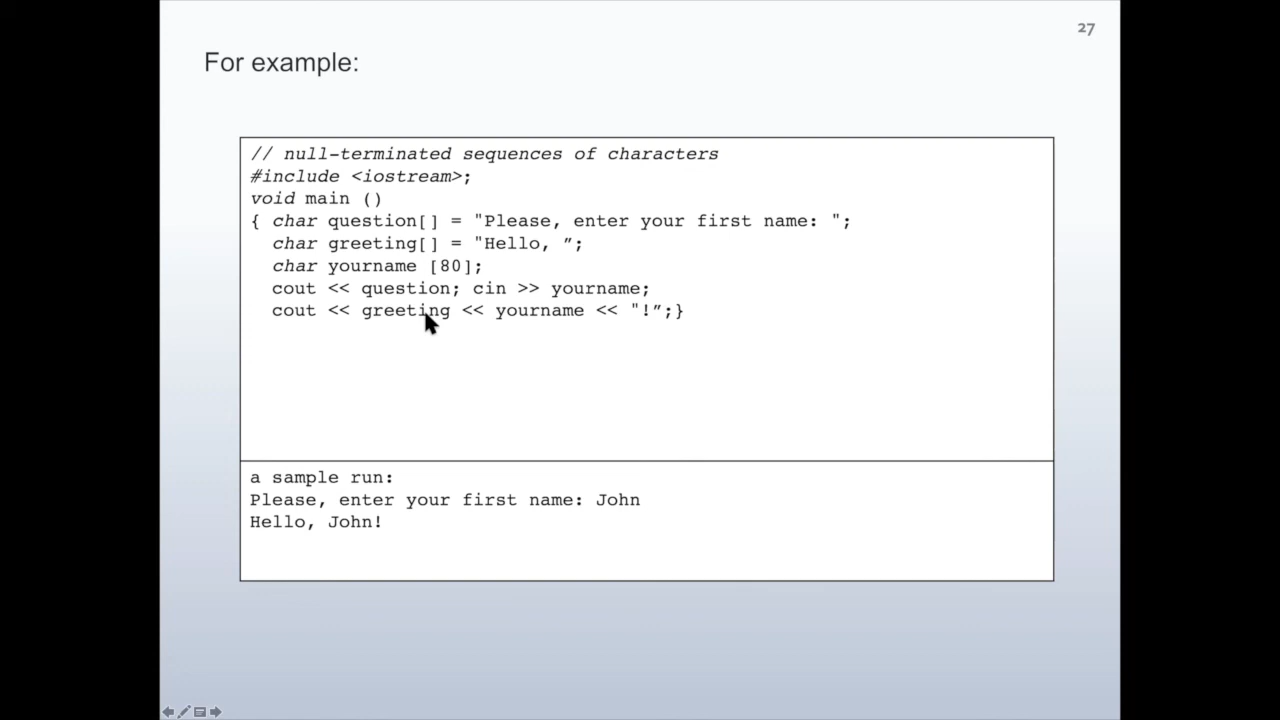 27
For example:
// null-terminated sequences of characters
#include <iostream>;
void main ()
{ char question[] = "Please, enter your first name: ";
char greeting[] = "Hello, ”;
char yourname [80];
cout << question; cin >> yourname;
cout << greeting << yourname << "!”;}
a sample run:
Please, enter your first name: John
Hello, John!